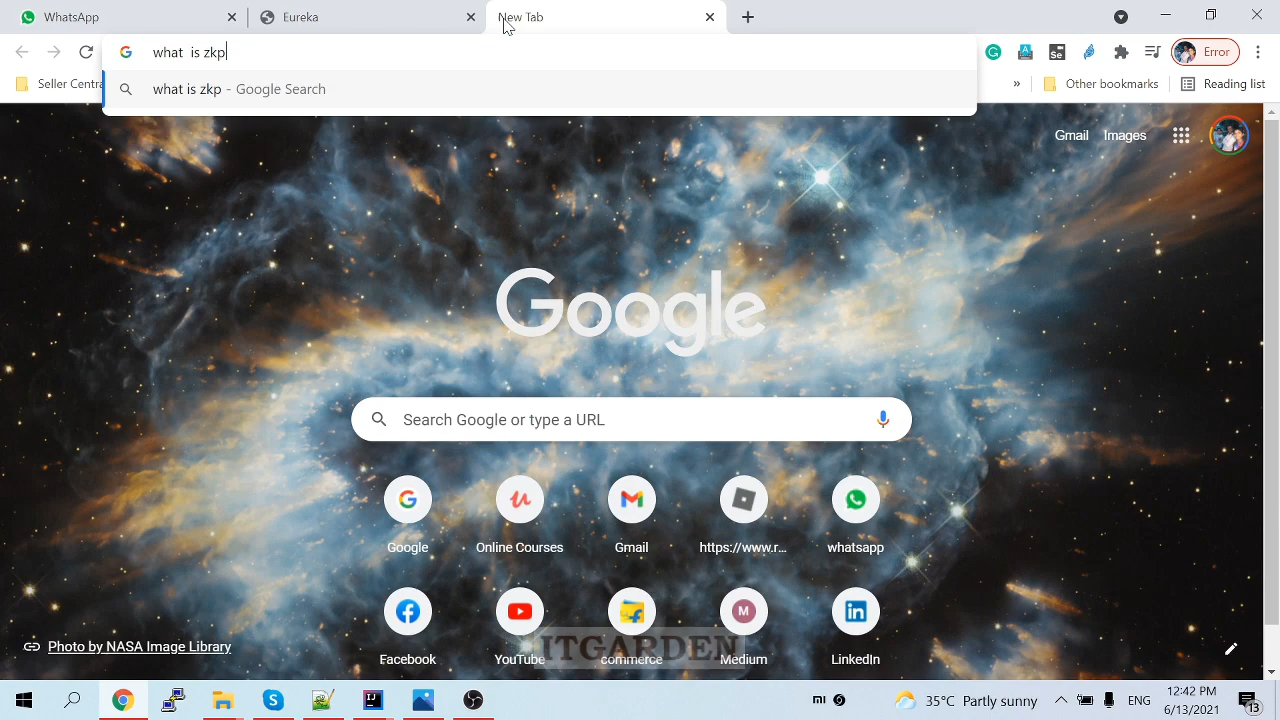 WhatsApp
Eureka
New Tab
what  is zkp
Error
what is zkp - Google Search
Seller Centra
»
Other bookmarks
Reading list
Gmail
Images
Google
Search Google or type a URL
Google
Online Courses
Gmail
https://www.r...
whatsapp
M
Facebook
YouTube
commerce
Medium
LinkedIn
ITGARDEN
Photo by NASA Image Library
35°C Partly sunny
ENG
12:42 PM
6/13/2021
13